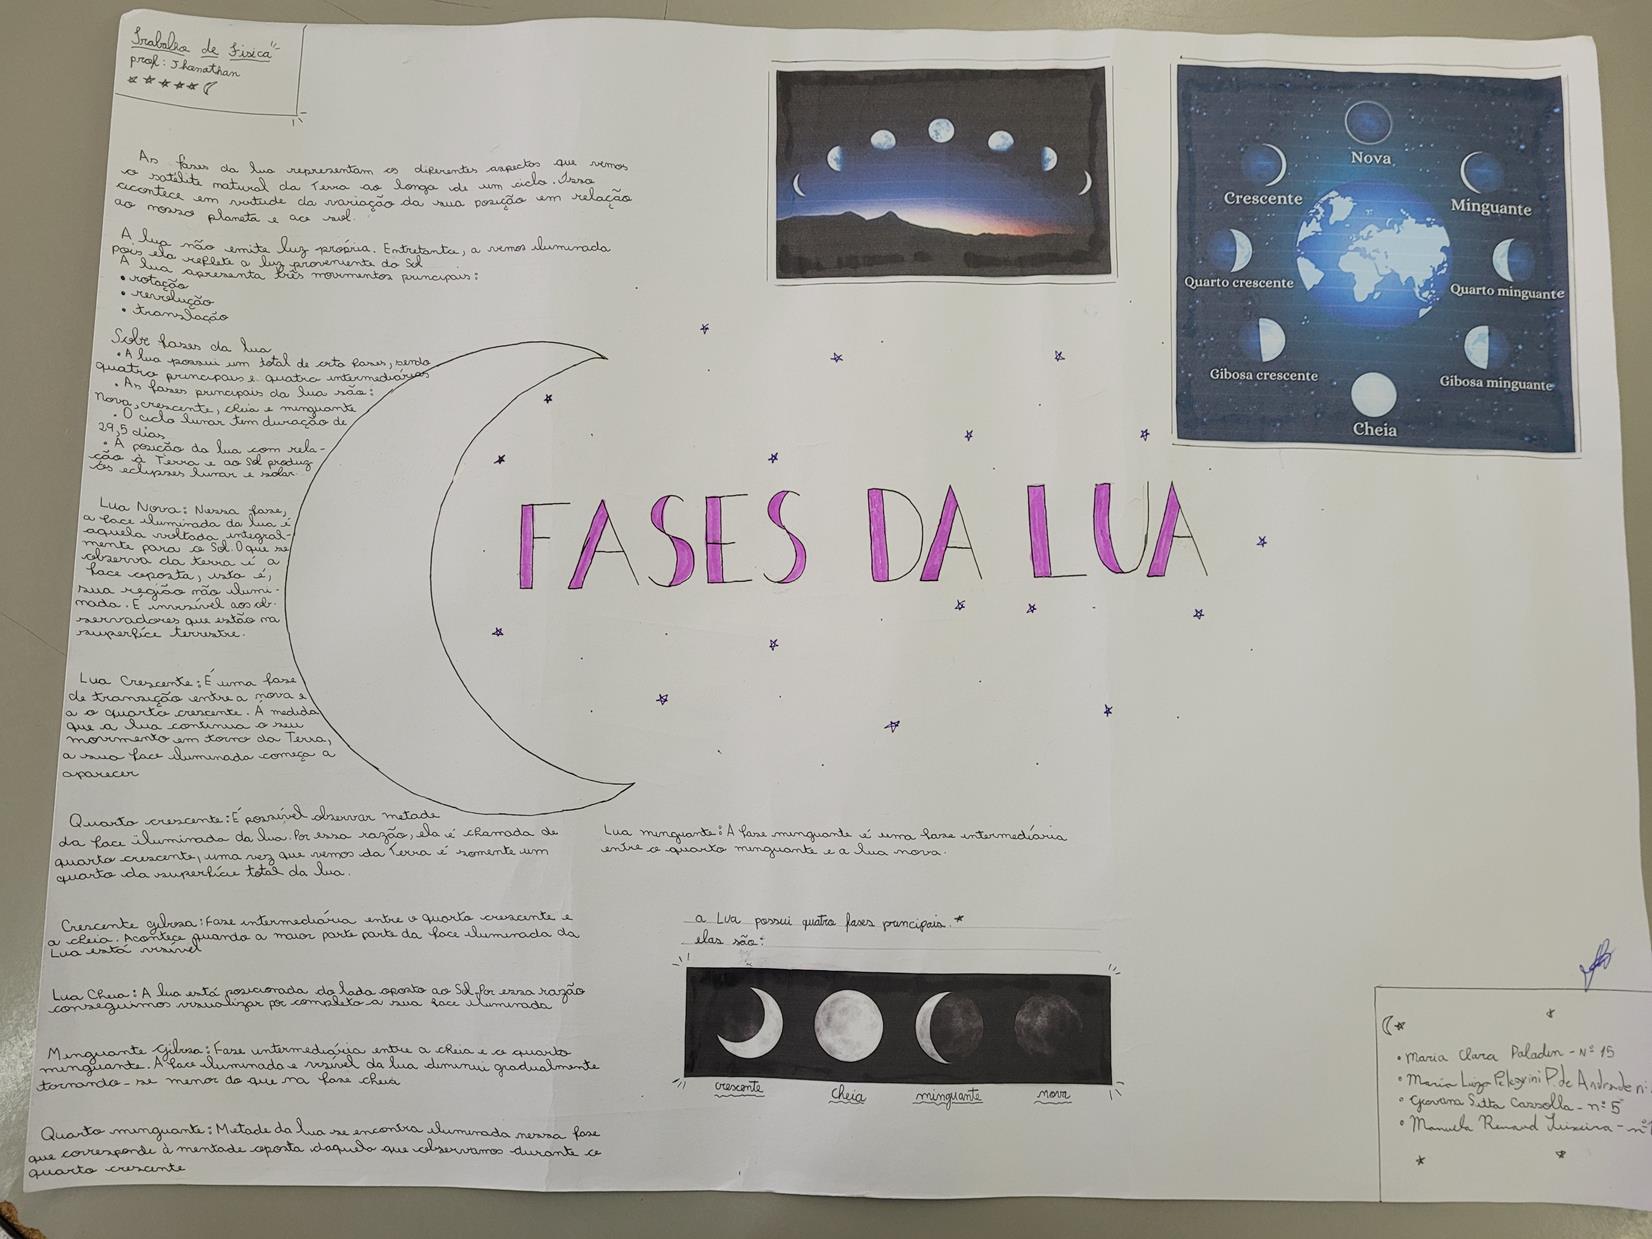 Trabalho de Física
prof: Jhonathan
As fases da lua representam os diferentes aspectos que vemos
o satélite natural da Terra ao longo de um ciclo. Isso
acontece em virtude da variação da sua posição em relação
ao nosso planeta e ao sol.
A lua não emite luz própria. Entretanto, a vemos iluminada
pois ela reflete a luz proveniente do Sol
A lua apresenta três movimentos principais:
• rotação
• revolução
• translação
Sobre fases da lua
• A lua possui um total de oito fases, sendo
quatro principais e quatro intermediárias
• As fases principais da lua são:
Nova, crescente, cheia e minguante
• O ciclo lunar tem duração de
29,5 dias
• A posição da lua com rela-
ção à Terra e ao Sol produz
os eclipses lunar e solar.
Lua Nova: Nessa fase,
a face iluminada da lua é
aquela voltada integral-
mente para o Sol. O que se
observa da terra é a
face oposta, isto é,
sua região não ilumi-
nada. É invisível aos ob-
servadores que estão na
superfíce terrestre.
Lua Crescente: É uma fase
de transição entre a nova e
a o quarto crescente. À medida
que a lua continua o seu
movimento em torno da Terra,
a sua face iluminada começa a
aparecer
Quarto crescente: É possível observar metade
da face iluminada da lua. Por essa razão, ela é chamada de
quarto crescente, uma vez que vemos da Terra é somente um
quarto da superfície total da lua.
Crescente gibosa: Fase intermediária entre o quarto crescente e
a cheia. Acontece quando a maior parte parte da face iluminada da
Lua está visível
Lua Cheia: A lua está posicionada do lado oposto ao Sol. Por essa razão
conseguimos visualizar por completo a sua face iluminada
Minguante Gibosa: Fase intermediária entre a cheia e o quarto
minguante. A face iluminada e visível da lua diminui gradualmente
tornando-se menor do que na fase cheia
Quarto minguante: Metade da lua se encontra iluminada nessa fase
que corresponde à mentade oposta daquela que observamos durante o
quarto crescente
FASES DA LUA
Nova
Crescente
Minguante
Quarto crescente
Quarto minguante
Gibosa crescente
Gibosa minguante
Cheia
Lua minguante: A fase minguante é uma fase intermediária
entre o quarto minguante e a lua nova.
a Lua possui quatro fases principais.*
elas são:
crescente cheia minguante nova
• Maria Clara Paladin - Nº 15
• Maria Luiza Pelegrini P. de Andrade nº
• Giovana Sitta Cassolla - nº 5
• Manuela Renaud Teixeira - nº